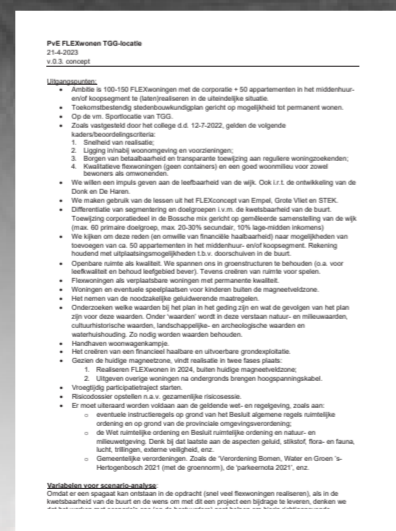 PvE FLEXwonen TGG-locatie
21-4-2023
v.0.3. concept
Uitgangspunten:
• Ambitie is 100-150 FLEXwoningen met de corporatie + 50 appartementen in het middenhuur-
en/of koopsegment te (laten)realiseren in de uiteindelijke situatie.
• Toekomstbestendig stedenbouwkundigplan gericht op mogelijkheid tot permanent wonen.
• Op de vm. Sportlocatie van TGG.
• Zoals vastgesteld door het college d.d. 12-7-2022, gelden de volgende
kaders/beoordelingscriteria:
1. Snelheid van realisatie;
2. Ligging in/nabij woonomgeving en voorzieningen;
3. Borgen van betaalbaarheid en transparante toewijzing aan reguliere woningzoekenden;
4. Kwalitatieve flexwoningen (geen containers) en een goed woonmilieu voor zowel
bewoners als omwonenden.
• We willen een impuls geven aan de leefbaarheid van de wijk. Ook i.r.t. de ontwikkeling van de
Donk en De Haren.
• We maken gebruik van de lessen uit het FLEXconcept van Empel, Grote Vliet en STEK.
• Differentiatie van segmentering en doelgroepen i.v.m. de kwetsbaarheid van de buurt.
Toewijzing corporatiedeel in de Bossche mix gericht op gemêleerde samenstelling van de wijk
(max. 60 primaire doelgroep, max. 20-30% secundair, 10% lage-midden inkomens)
• We kijken om deze reden (en omwille van financiële haalbaarheid) naar mogelijkheden van
toevoegen van ca. 50 appartementen in het middenhuur- en/of koopsegment. Rekening
houdend met uitplaatsingsmogelijkheden t.b.v. doorschuiven in de buurt.
• Openbare ruimte als kwaliteit. We spannen ons in groenstructuren te behouden (o.a. voor
leefkwaliteit en behoud leefgebied bever). Tevens creëren van ruimte voor spelen.
• Flexwoningen als verplaatsbare woningen met permanente kwaliteit.
• Woningen en eventuele speelplaatsen voor kinderen buiten de magneetveldzone.
• Het nemen van de noodzakelijke geluidwerende maatregelen.
• Onderzoeken welke waarden bij het plan in het geding zijn en wat de gevolgen van het plan
zijn voor deze waarden. Onder 'waarden' wordt in deze verstaan natuur- en milieuwaarden,
cultuurhistorische waarden, landschappelijke- en archeologische waarden en
waterhuishouding. Zo nodig worden waarden behouden.
• Handhaven woonwagenkampje.
• Het creëren van een financieel haalbare en uitvoerbare grondexploitatie.
• Gezien de huidige magneetzone, vindt realisatie in twee fases plaats:
1. Realiseren FLEXwonen in 2024, buiten huidige magneetveldzone;
2. Uitgeven overige woningen na ondergronds brengen hoogspanningskabel.
• Vroegtijdig participatietraject starten.
• Risicodossier opstellen n.a.v. gezamenlijke risicosessie.
• Er moet uiteraard worden voldaan aan de geldende wet- en regelgeving, zoals aan:
○ eventuele instructieregels op grond van het Besluit algemene regels ruimtelijke
ordening en op grond van de provinciale omgevingsverordening;
○ de Wet ruimtelijke ordening en Besluit ruimtelijke ordening en natuur- en
milieuwetgeving. Denk bij dat laatste aan de aspecten geluid, stikstof, flora- en fauna,
lucht, trillingen, externe veiligheid, enz.
○ Gemeentelijke verordeningen. Zoals de 'Verordening Bomen, Water en Groen 's-
Hertogenbosch 2021 (met de groennorm), de 'parkeernota 2021', enz.
Variabelen voor scenario-analyse:
Omdat er een spagaat kan ontstaan in de opdracht (snel veel flexwoningen realiseren), als in de
kwetsbaarheid van de buurt en de wens om met dit een project een bijdrage te leveren, denken we